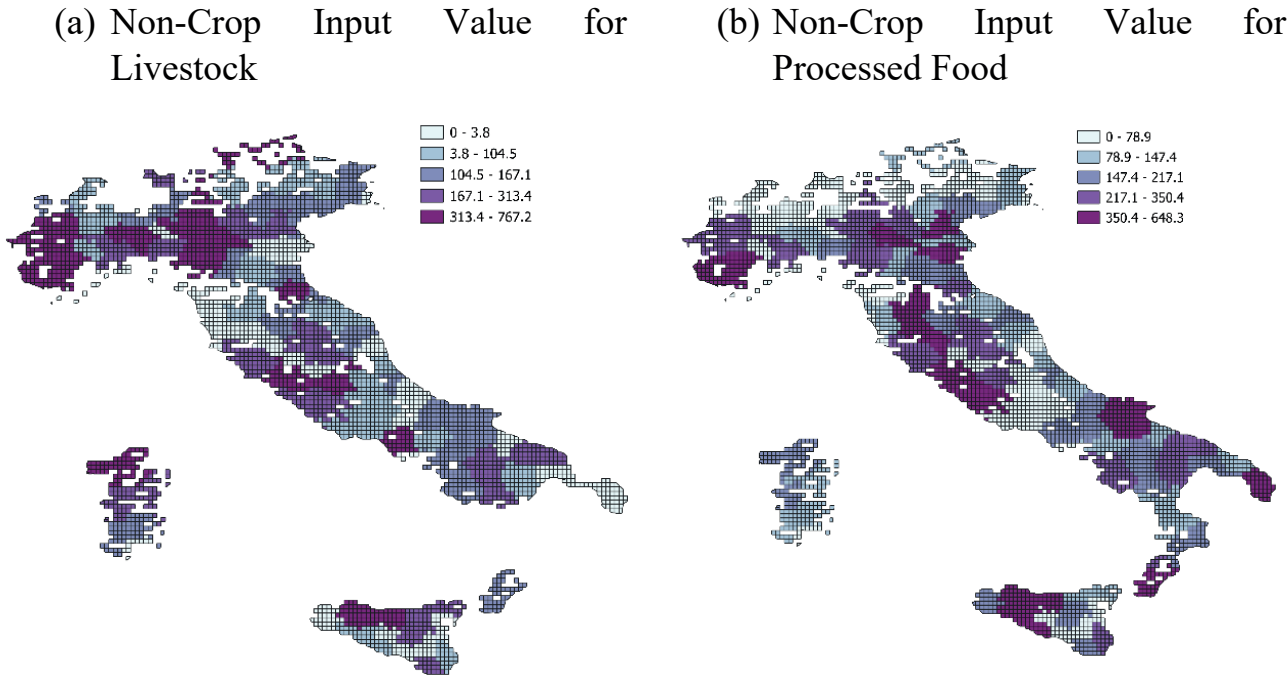 (a) Non-Crop Input Value for
Livestock
0 - 3.8
3.8 - 104.5
104.5 - 167.1
167.1 - 313.4
313.4 - 767.2
(b) Non-Crop Input Value for
Processed Food
0 - 78.9
78.9 - 147.4
147.4 - 217.1
217.1 - 350.4
350.4 - 648.3